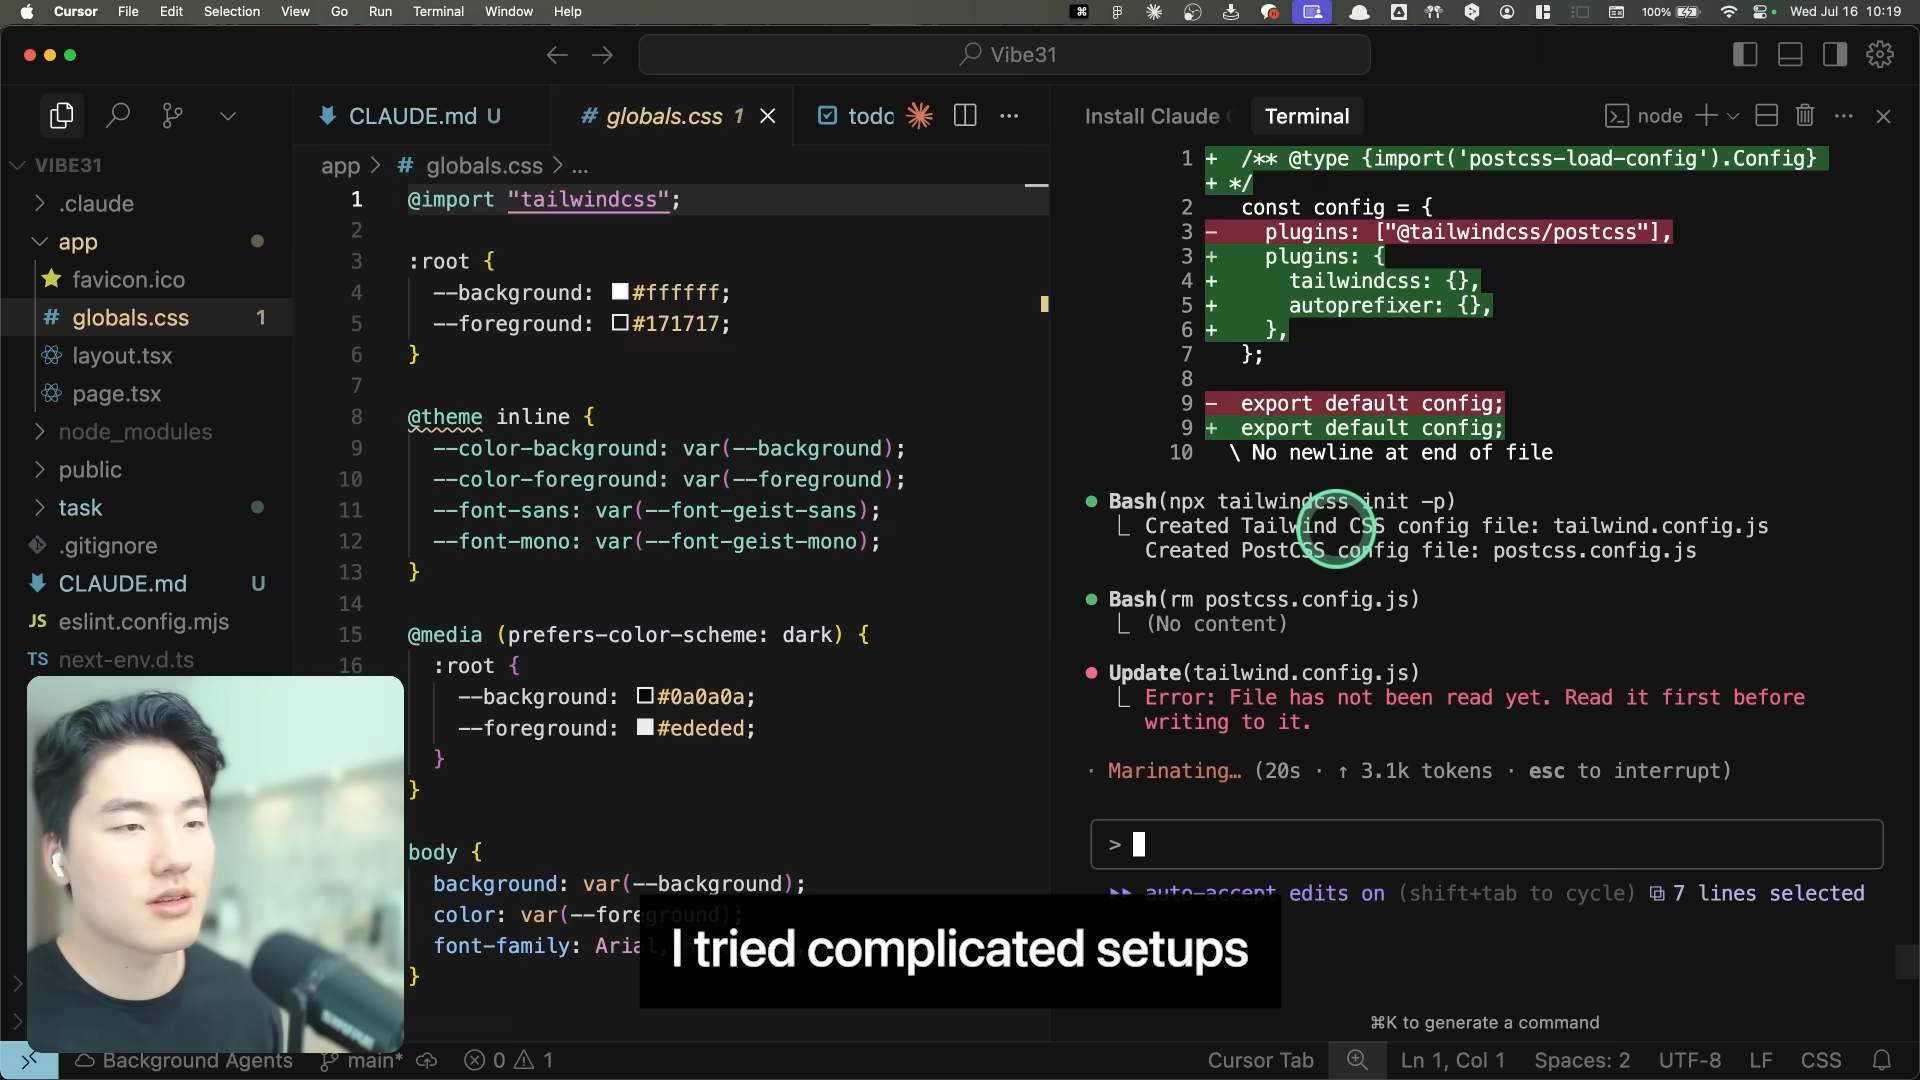 Cursor File Edit Selection View Go Run Terminal Window Help
100% Wed Jul 16 10:19
Vibe31
CLAUDE.md U
# globals.css 1
todo
Install Claude
Terminal
node
VIBE31
.claude
app
favicon.ico
# globals.css 1
layout.tsx
page.tsx
node_modules
public
task
.gitignore
CLAUDE.md U
JS eslint.config.mjs
TS next-env.d.ts
app > # globals.css > ...
1 @import "tailwindcss";
2
3 :root {
4 --background: #ffffff;
5 --foreground: #171717;
6 }
7
8 @theme inline {
9 --color-background: var(--background);
10 --color-foreground: var(--foreground);
11 --font-sans: var(--font-geist-sans);
12 --font-mono: var(--font-geist-mono);
13 }
14
15 @media (prefers-color-scheme: dark) {
16 :root {
--background: #0a0a0a;
--foreground: #ededed;
}
}
body {
background: var(--background);
color: var(--foreground);
font-family: Aria
}
1 + /** @type {import('postcss-load-config').Config}
+ */
2 const config = {
3 - plugins: ["@tailwindcss/postcss"],
3 + plugins: {
4 + tailwindcss: {},
5 + autoprefixer: {},
6 + },
7 };
8
9 - export default config;
9 + export default config;
10 \ No newline at end of file
Bash(npx tailwindcss init -p)
Created Tailwind CSS config file: tailwind.config.js
Created PostCSS config file: postcss.config.js
Bash(rm postcss.config.js)
(No content)
Update(tailwind.config.js)
Error: File has not been read yet. Read it first before
writing to it.
· Marinating… (20s · ↑ 3.1k tokens · esc to interrupt)
>
auto-accept edits on (shift+tab to cycle) 7 lines selected
I tried complicated setups
⌘K to generate a command
Background Agents main* 0 1
Cursor Tab Ln 1, Col 1 Spaces: 2 UTF-8 LF CSS
SHURE